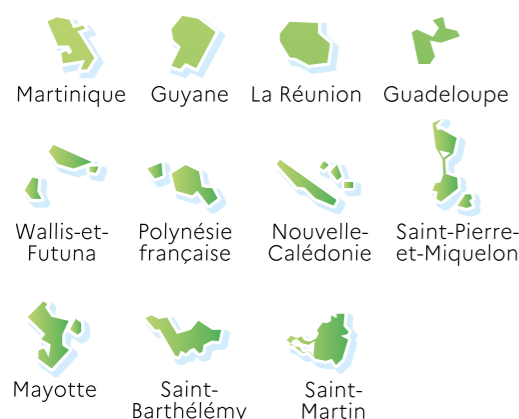 Martinique
Guyane
La Réunion
Guadeloupe
Wallis-et-
Futuna
Polynésie
française
Nouvelle-
Calédonie
Saint-Pierre-
et-Miquelon
Mayotte
Saint-
Barthélémy
Saint-
Martin